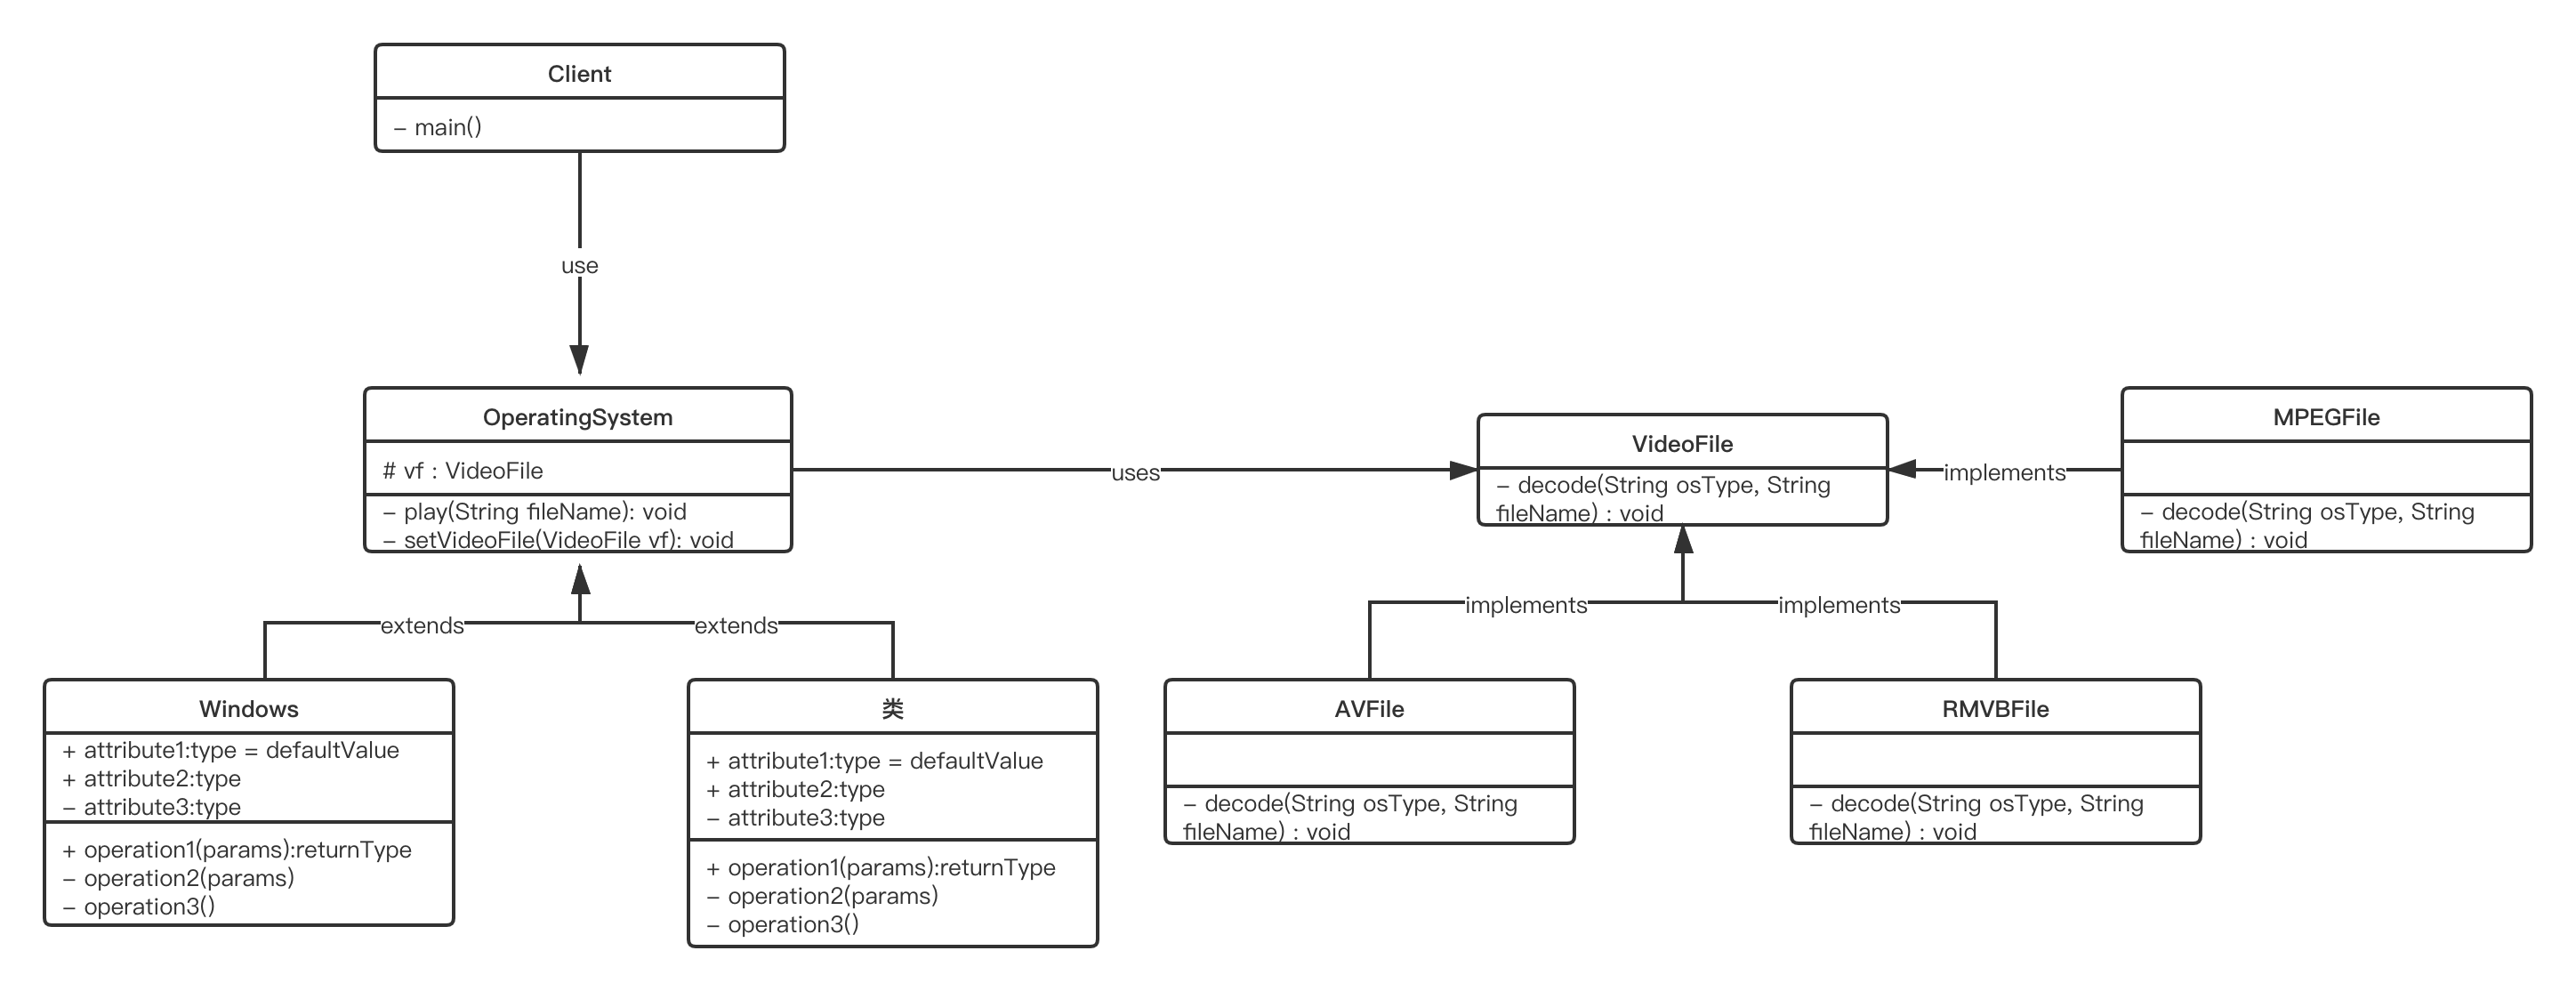 Client
– main()
use
OperatingSystem
# vf : VideoFile
– play(String fileName): void
– setVideoFile(VideoFile vf): void
uses
VideoFile
– decode(String osType, String
fileName) : void
implements
MPEGFile
– decode(String osType, String
fileName) : void
extends
extends
implements
implements
Windows
+ attribute1:type = defaultValue
+ attribute2:type
– attribute3:type
+ operation1(params):returnType
– operation2(params)
– operation3()
类
+ attribute1:type = defaultValue
+ attribute2:type
– attribute3:type
+ operation1(params):returnType
– operation2(params)
– operation3()
AVFile
– decode(String osType, String
fileName) : void
RMVBFile
– decode(String osType, String
fileName) : void